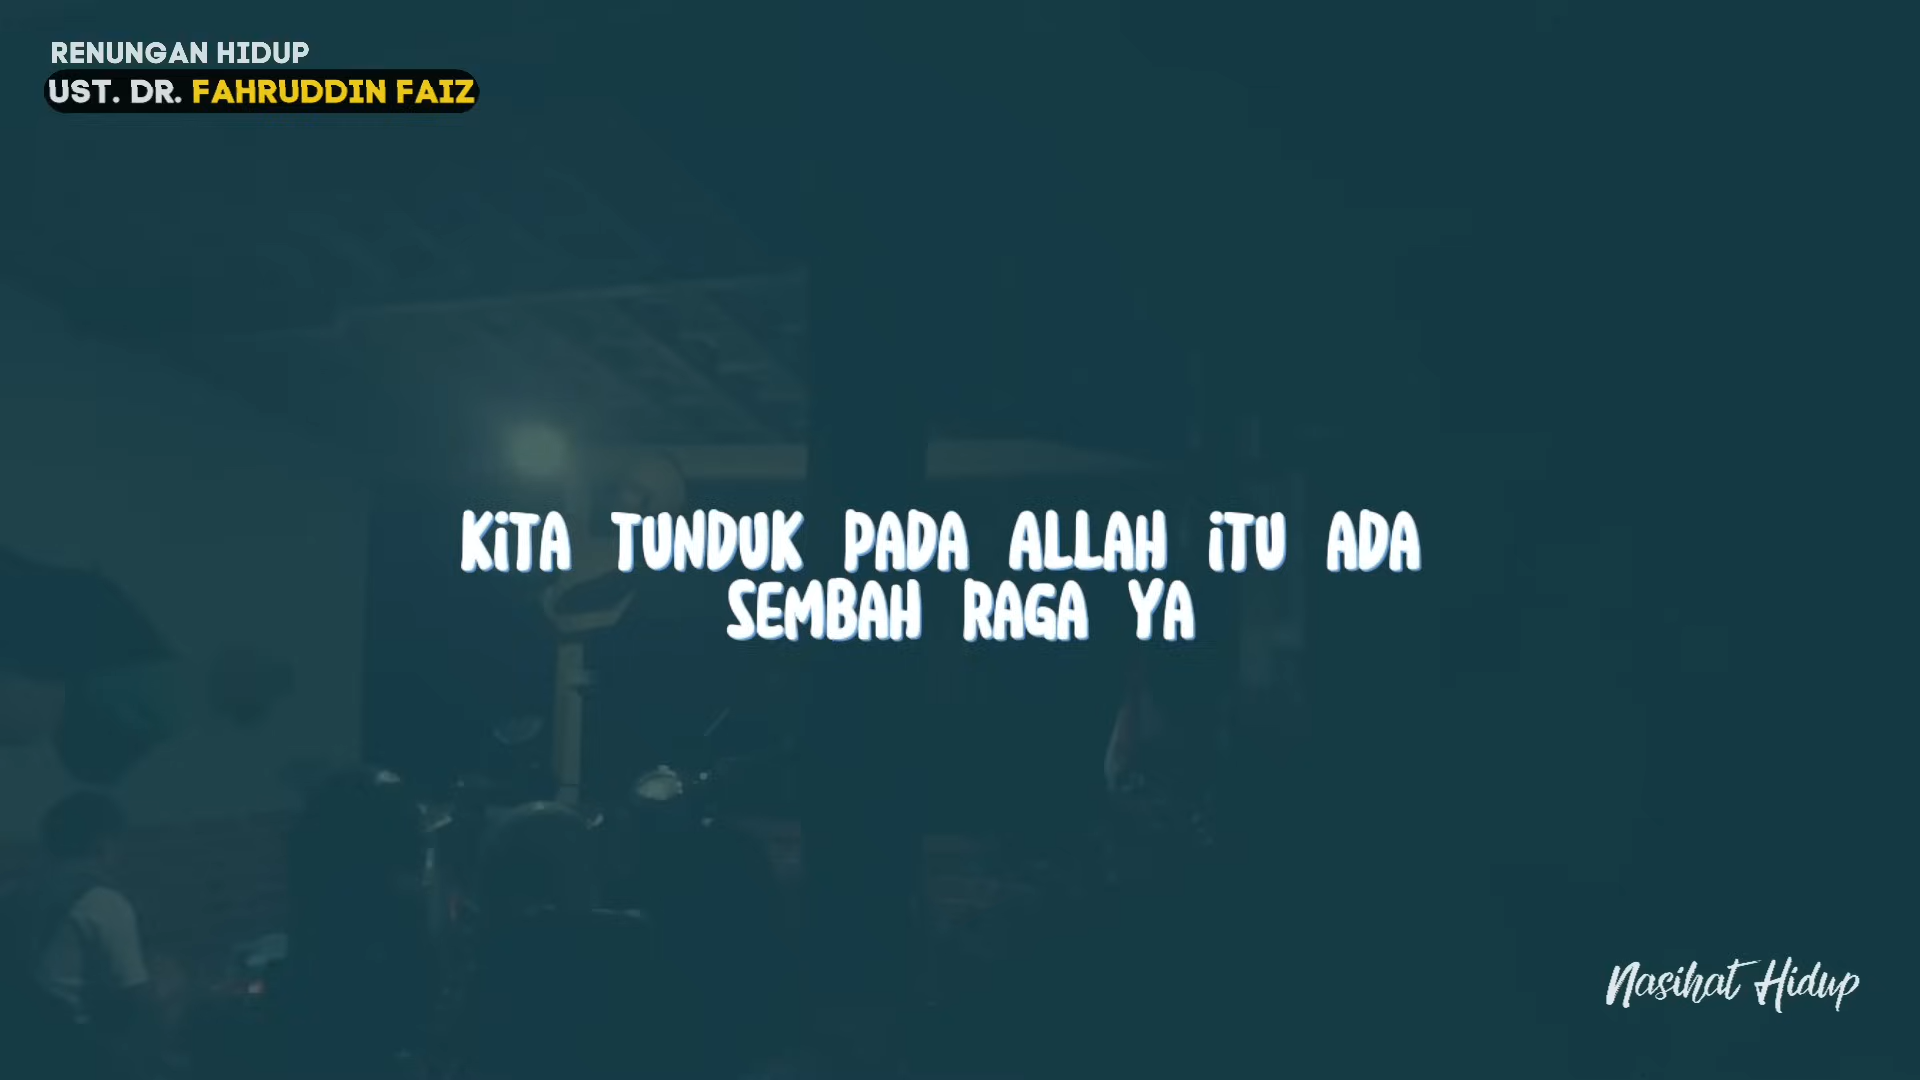 RENUNGAN HIDUP
UST. DR. FAHRUDDIN FAIZ
KiTA TUNDUK PADA ALLAH iTU ADA
SEMBAH RAGA YA
Nasihat Hidup